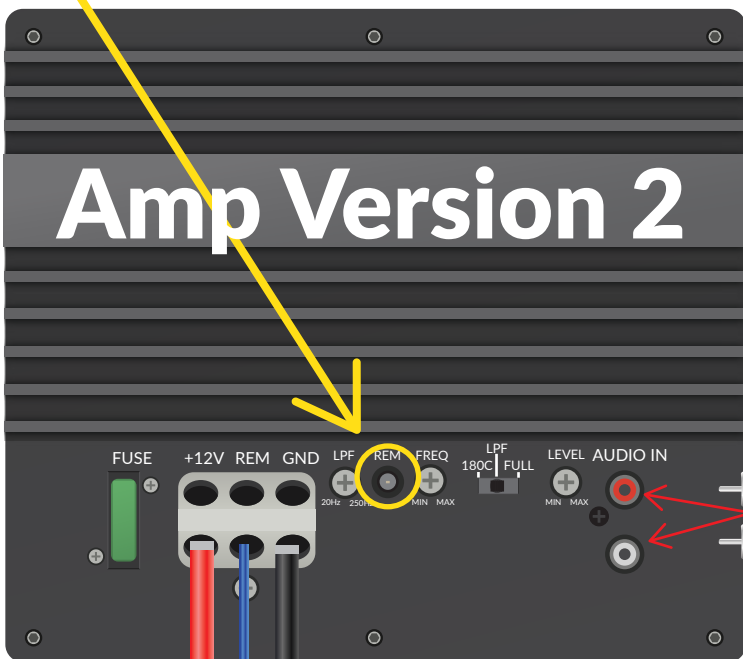 Amp Version 2
FUSE +12V REM GND LPF REM FREQ LPF LEVEL AUDIO IN
180C FULL
20Hz 250Hz MIN MAX MIN MAX